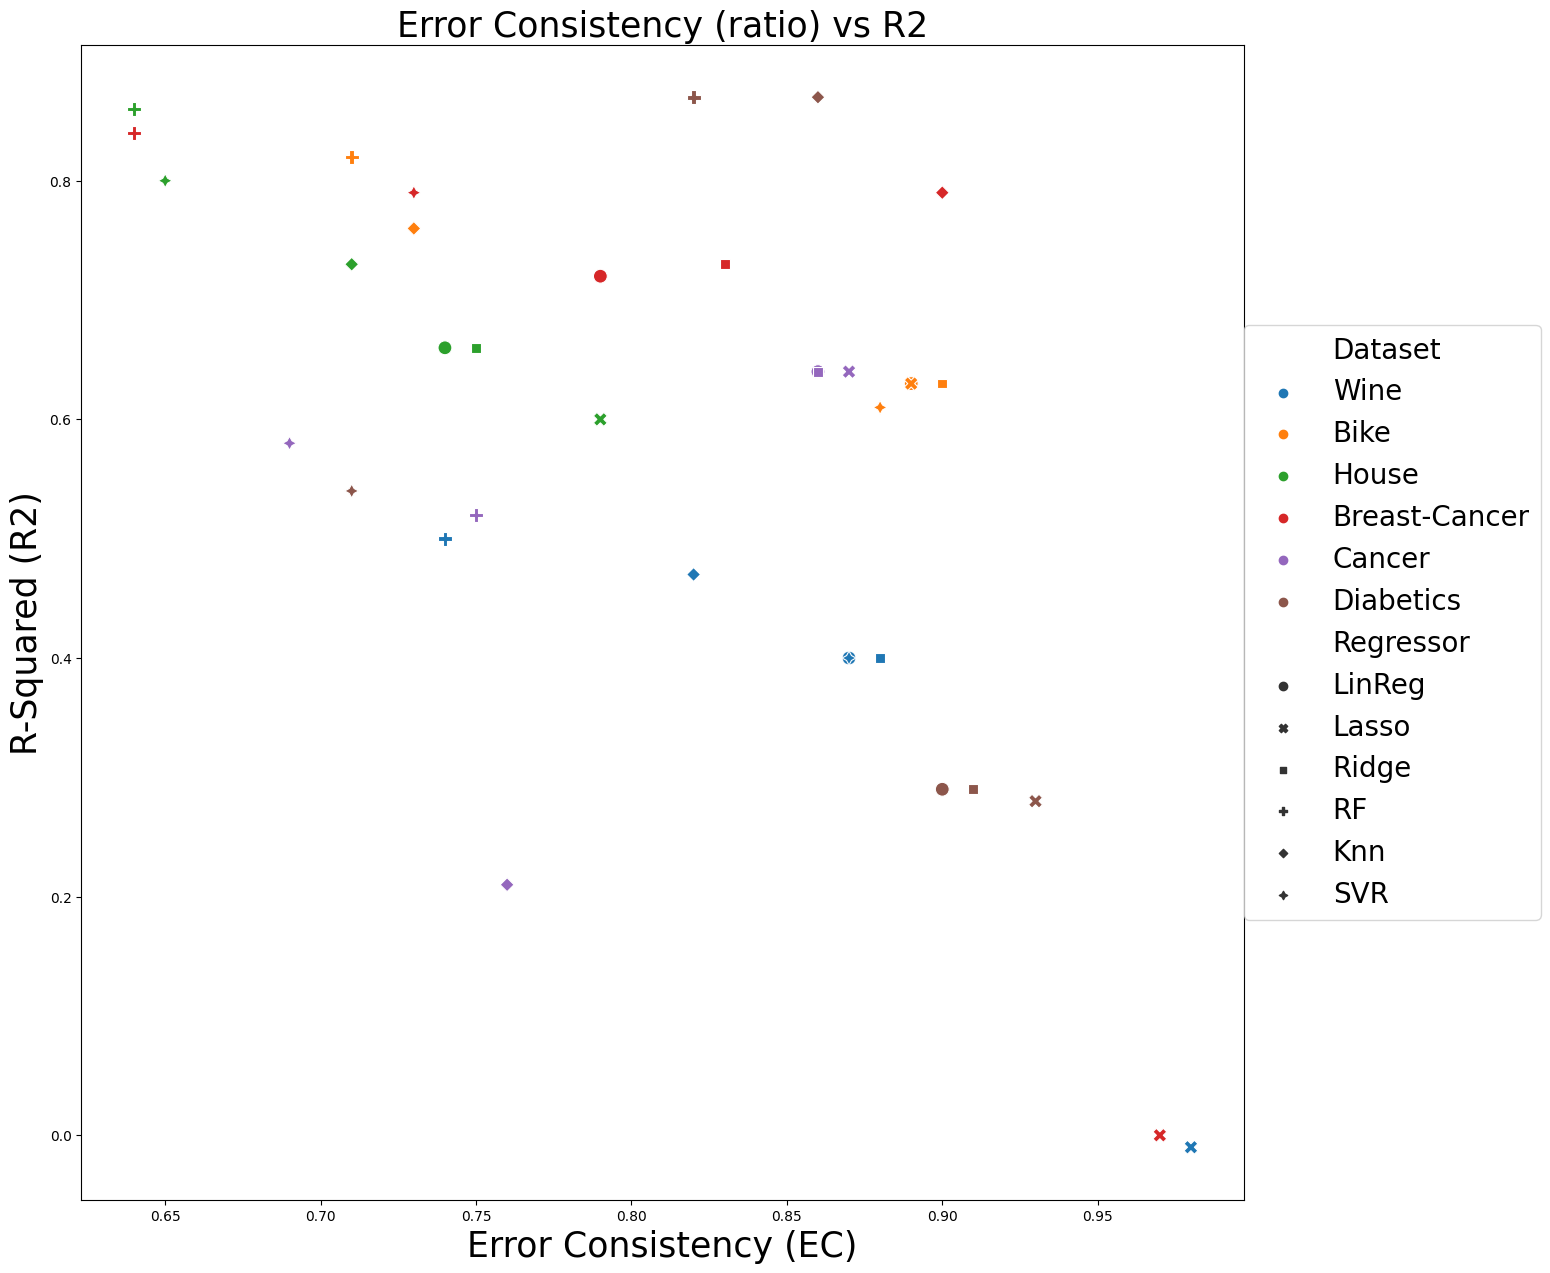 Error Consistency (ratio) vs R2
R-Squared (R2)
0.8
0.6
0.4
0.2
0.0
0.65 0.70 0.75 0.80 0.85 0.90 0.95
Error Consistency (EC)
Dataset
Wine
Bike
House
Breast-Cancer
Cancer
Diabetics
Regressor
LinReg
Lasso
Ridge
RF
Knn
SVR